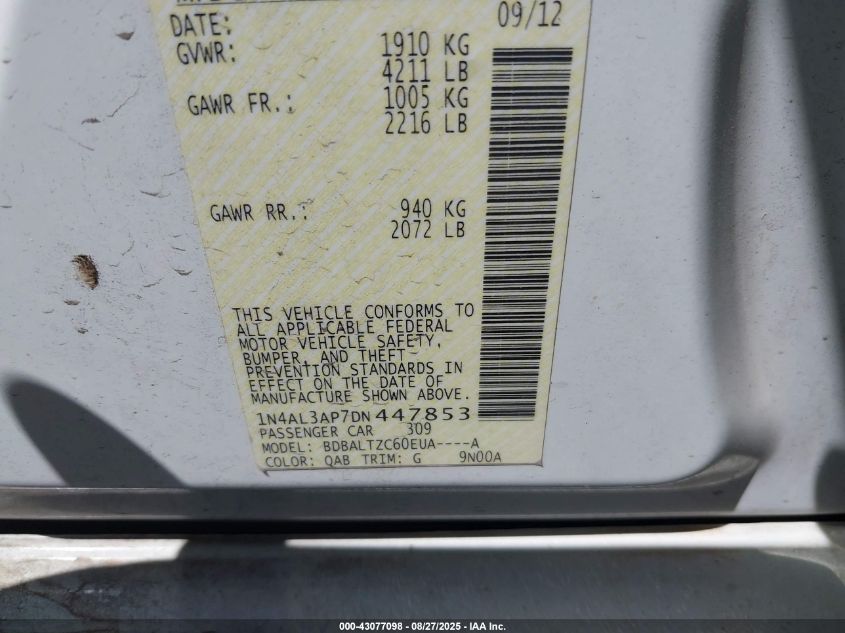 DATE: 09/12
GVWR: 1910 KG
4211 LB
GAWR FR.: 1005 KG
2216 LB
GAWR RR.: 940 KG
2072 LB
THIS VEHICLE CONFORMS TO
ALL APPLICABLE FEDERAL
MOTOR VEHICLE SAFETY,
BUMPER, AND THEFT
PREVENTION STANDARDS IN
EFFECT ON THE DATE OF
MANUFACTURE SHOWN ABOVE.
1N4AL3AP7DN447853
PASSENGER CAR 309
MODEL: BDBALTZC60EUA----A
COLOR: QAB TRIM: G 9N00A
000-43077098 - 08/27/2025 - IAA Inc.